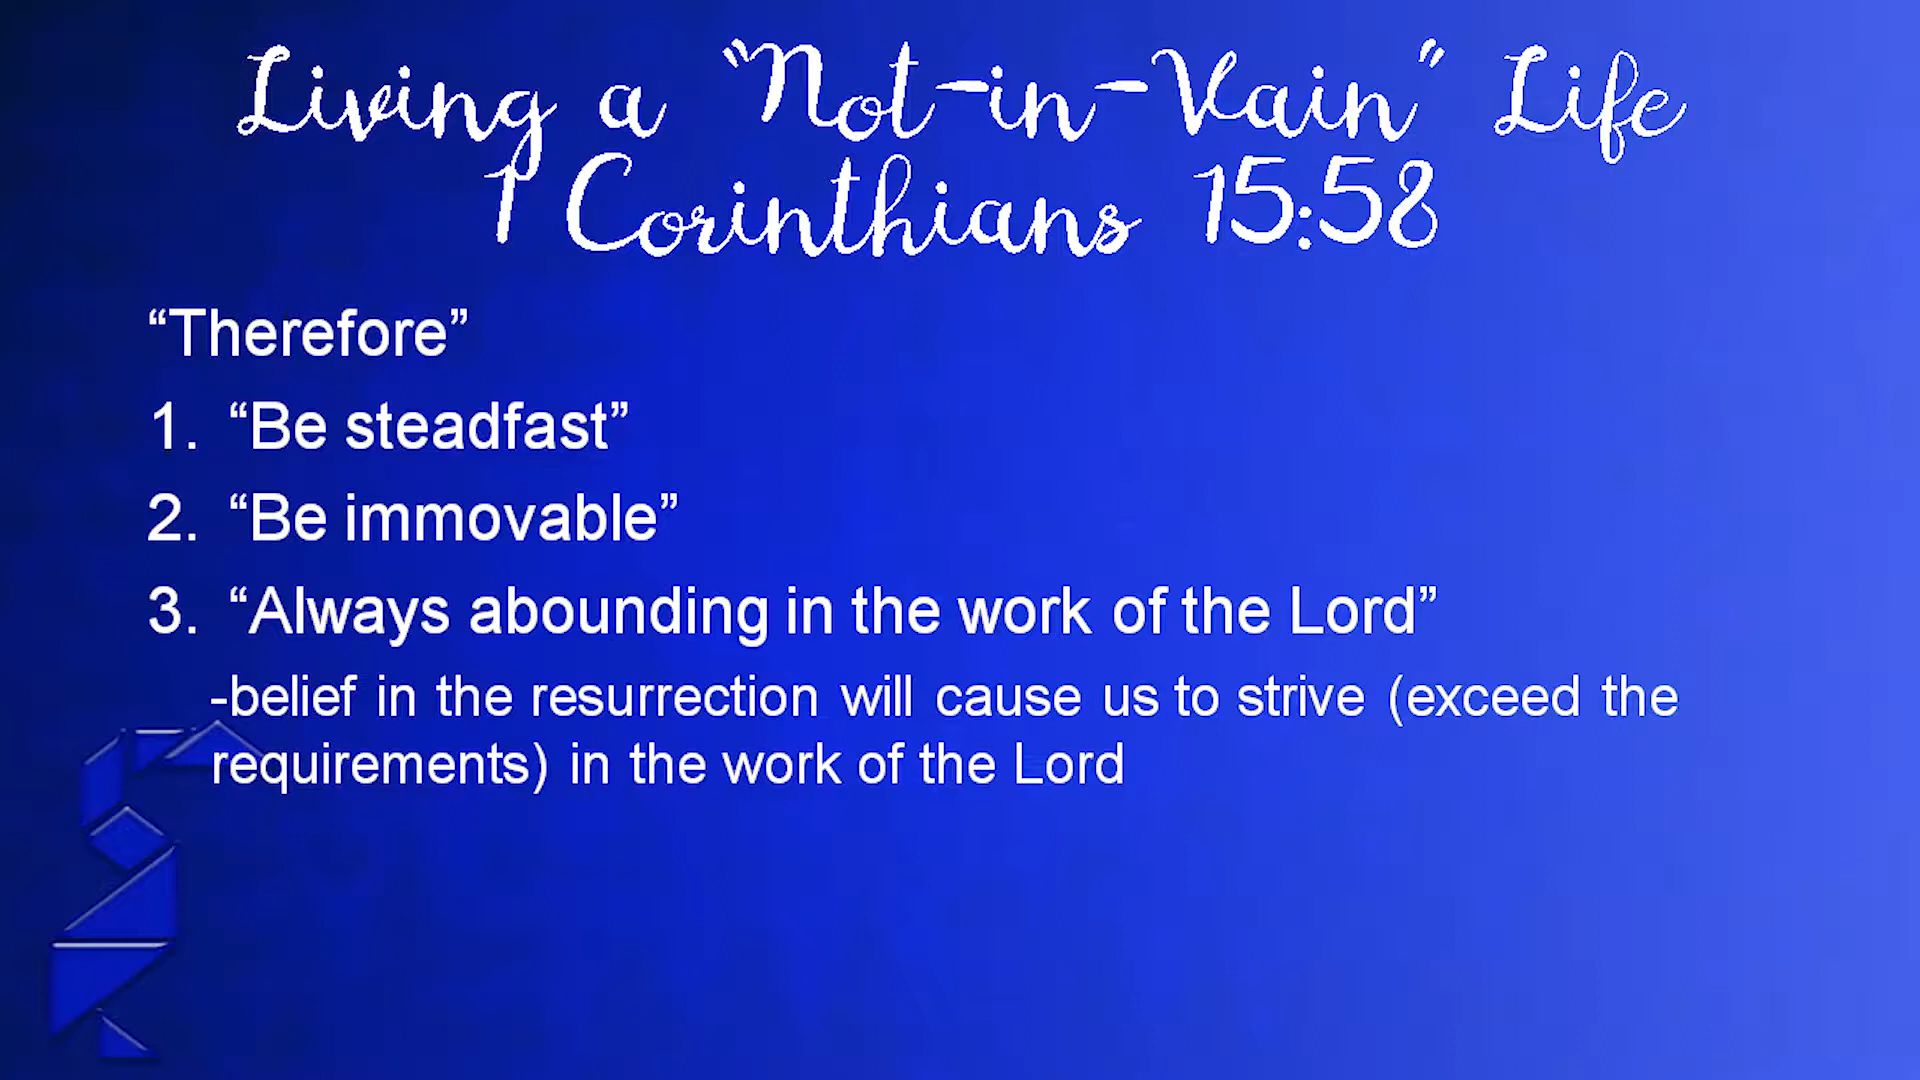 Living a "Not-in-Vain" Life
1 Corinthians 15:58
“Therefore”
1. “Be steadfast”
2. “Be immovable”
3. “Always abounding in the work of the Lord”
-belief in the resurrection will cause us to strive (exceed the
requirements) in the work of the Lord